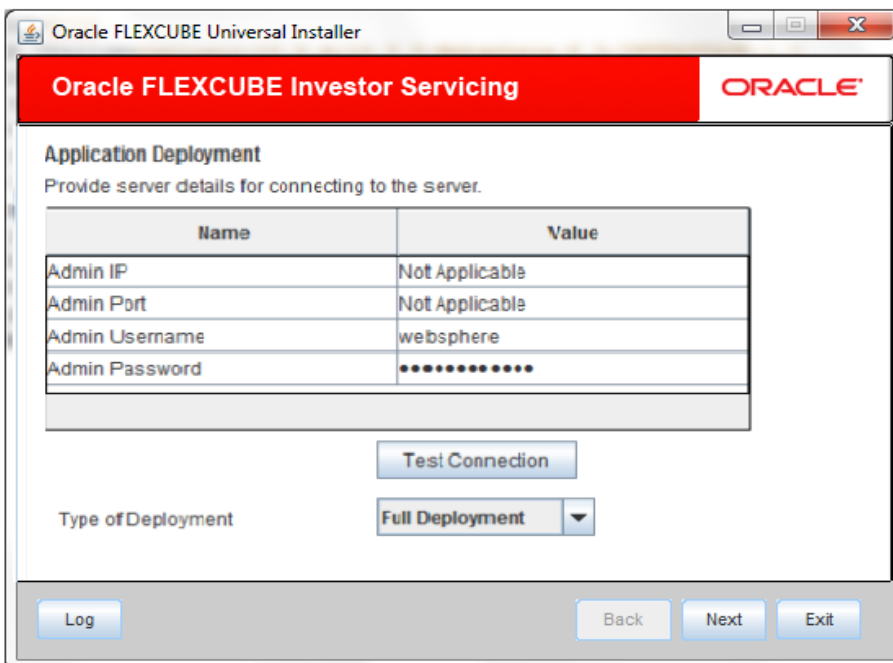 Oracle FLEXCUBE Universal Installer
Oracle FLEXCUBE Investor Servicing ORACLE
Application Deployment
Provide server details for connecting to the server.
Name Value
Admin IP Not Applicable
Admin Port Not Applicable
Admin Username websphere
Admin Password ••••••••••••
Test Connection
Type of Deployment Full Deployment
Log Back Next Exit